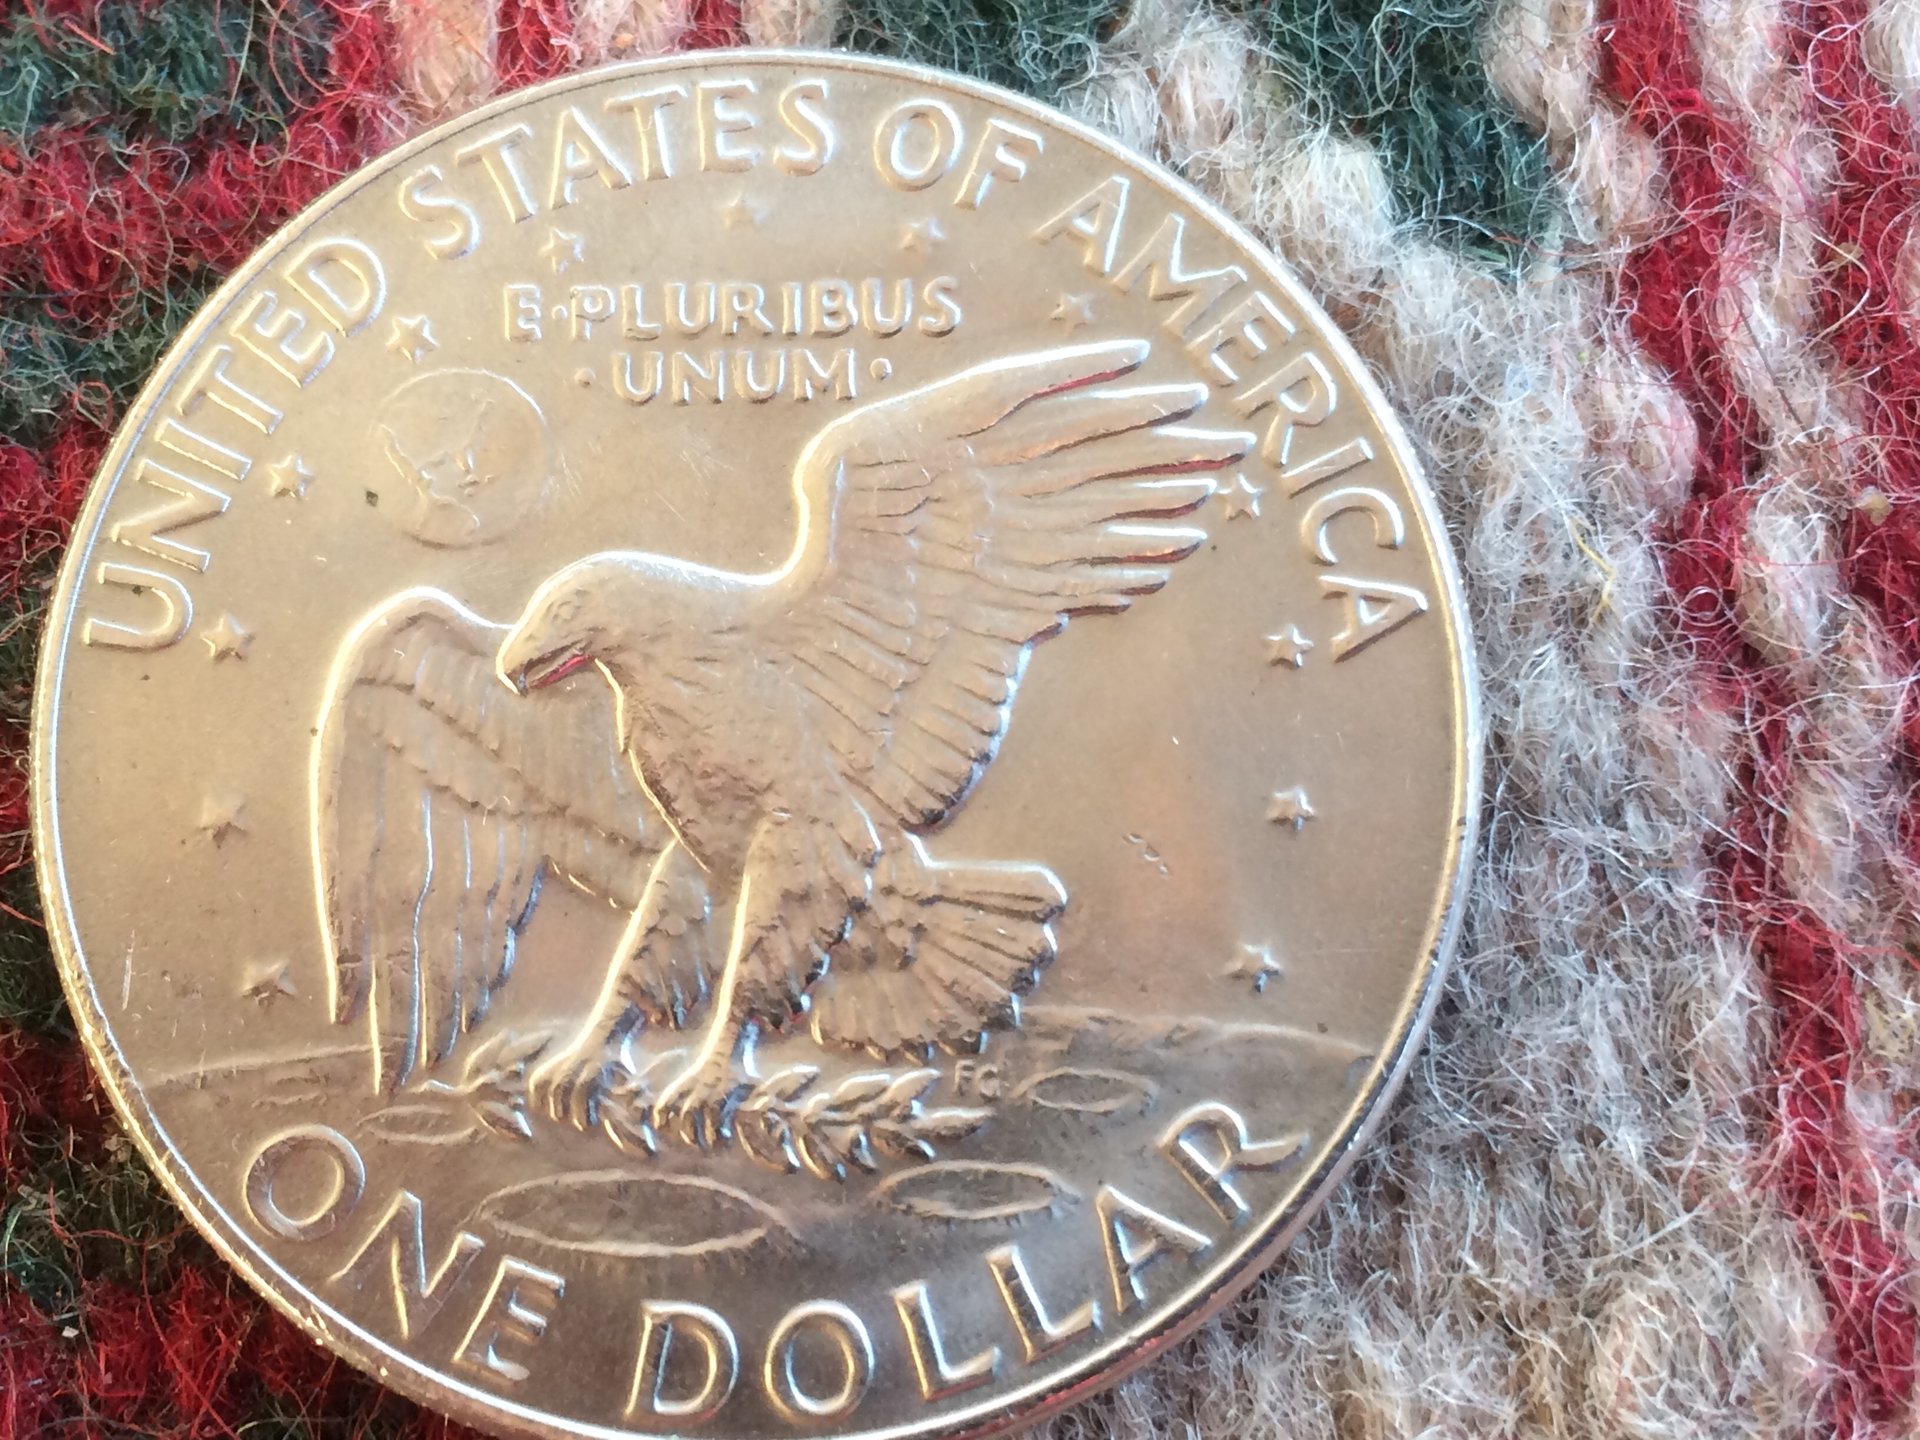 UNITED STATES OF AMERICA
E·PLURIBUS
·UNUM·
FG
ONE DOLLAR